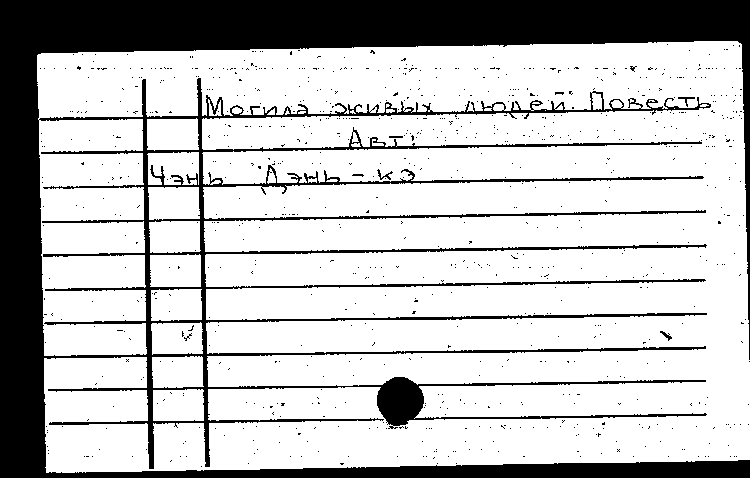 Могила живых людей. Повесть
Авт:
Чэнь Дэнь-кэ